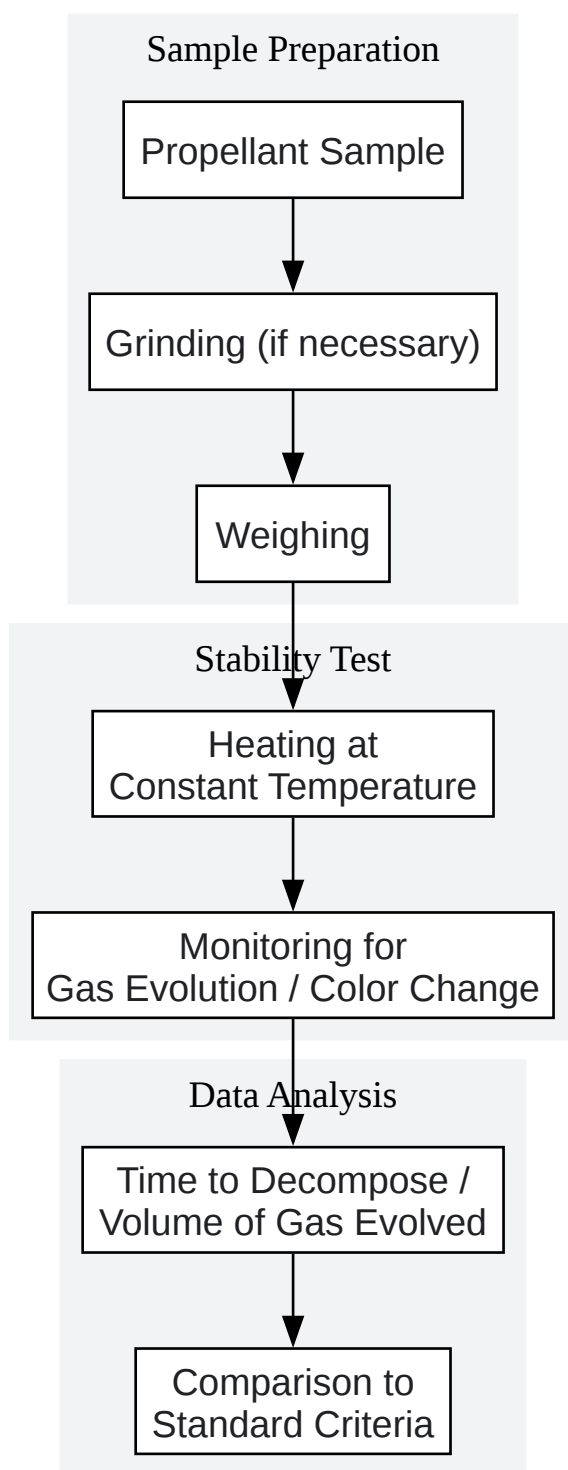 Sample Preparation
Propellant Sample
Grinding (if necessary)
Weighing
Stability Test
Heating at
Constant Temperature
Monitoring for
Gas Evolution / Color Change
Data Analysis
Time to Decompose /
Volume of Gas Evolved
Comparison to
Standard Criteria